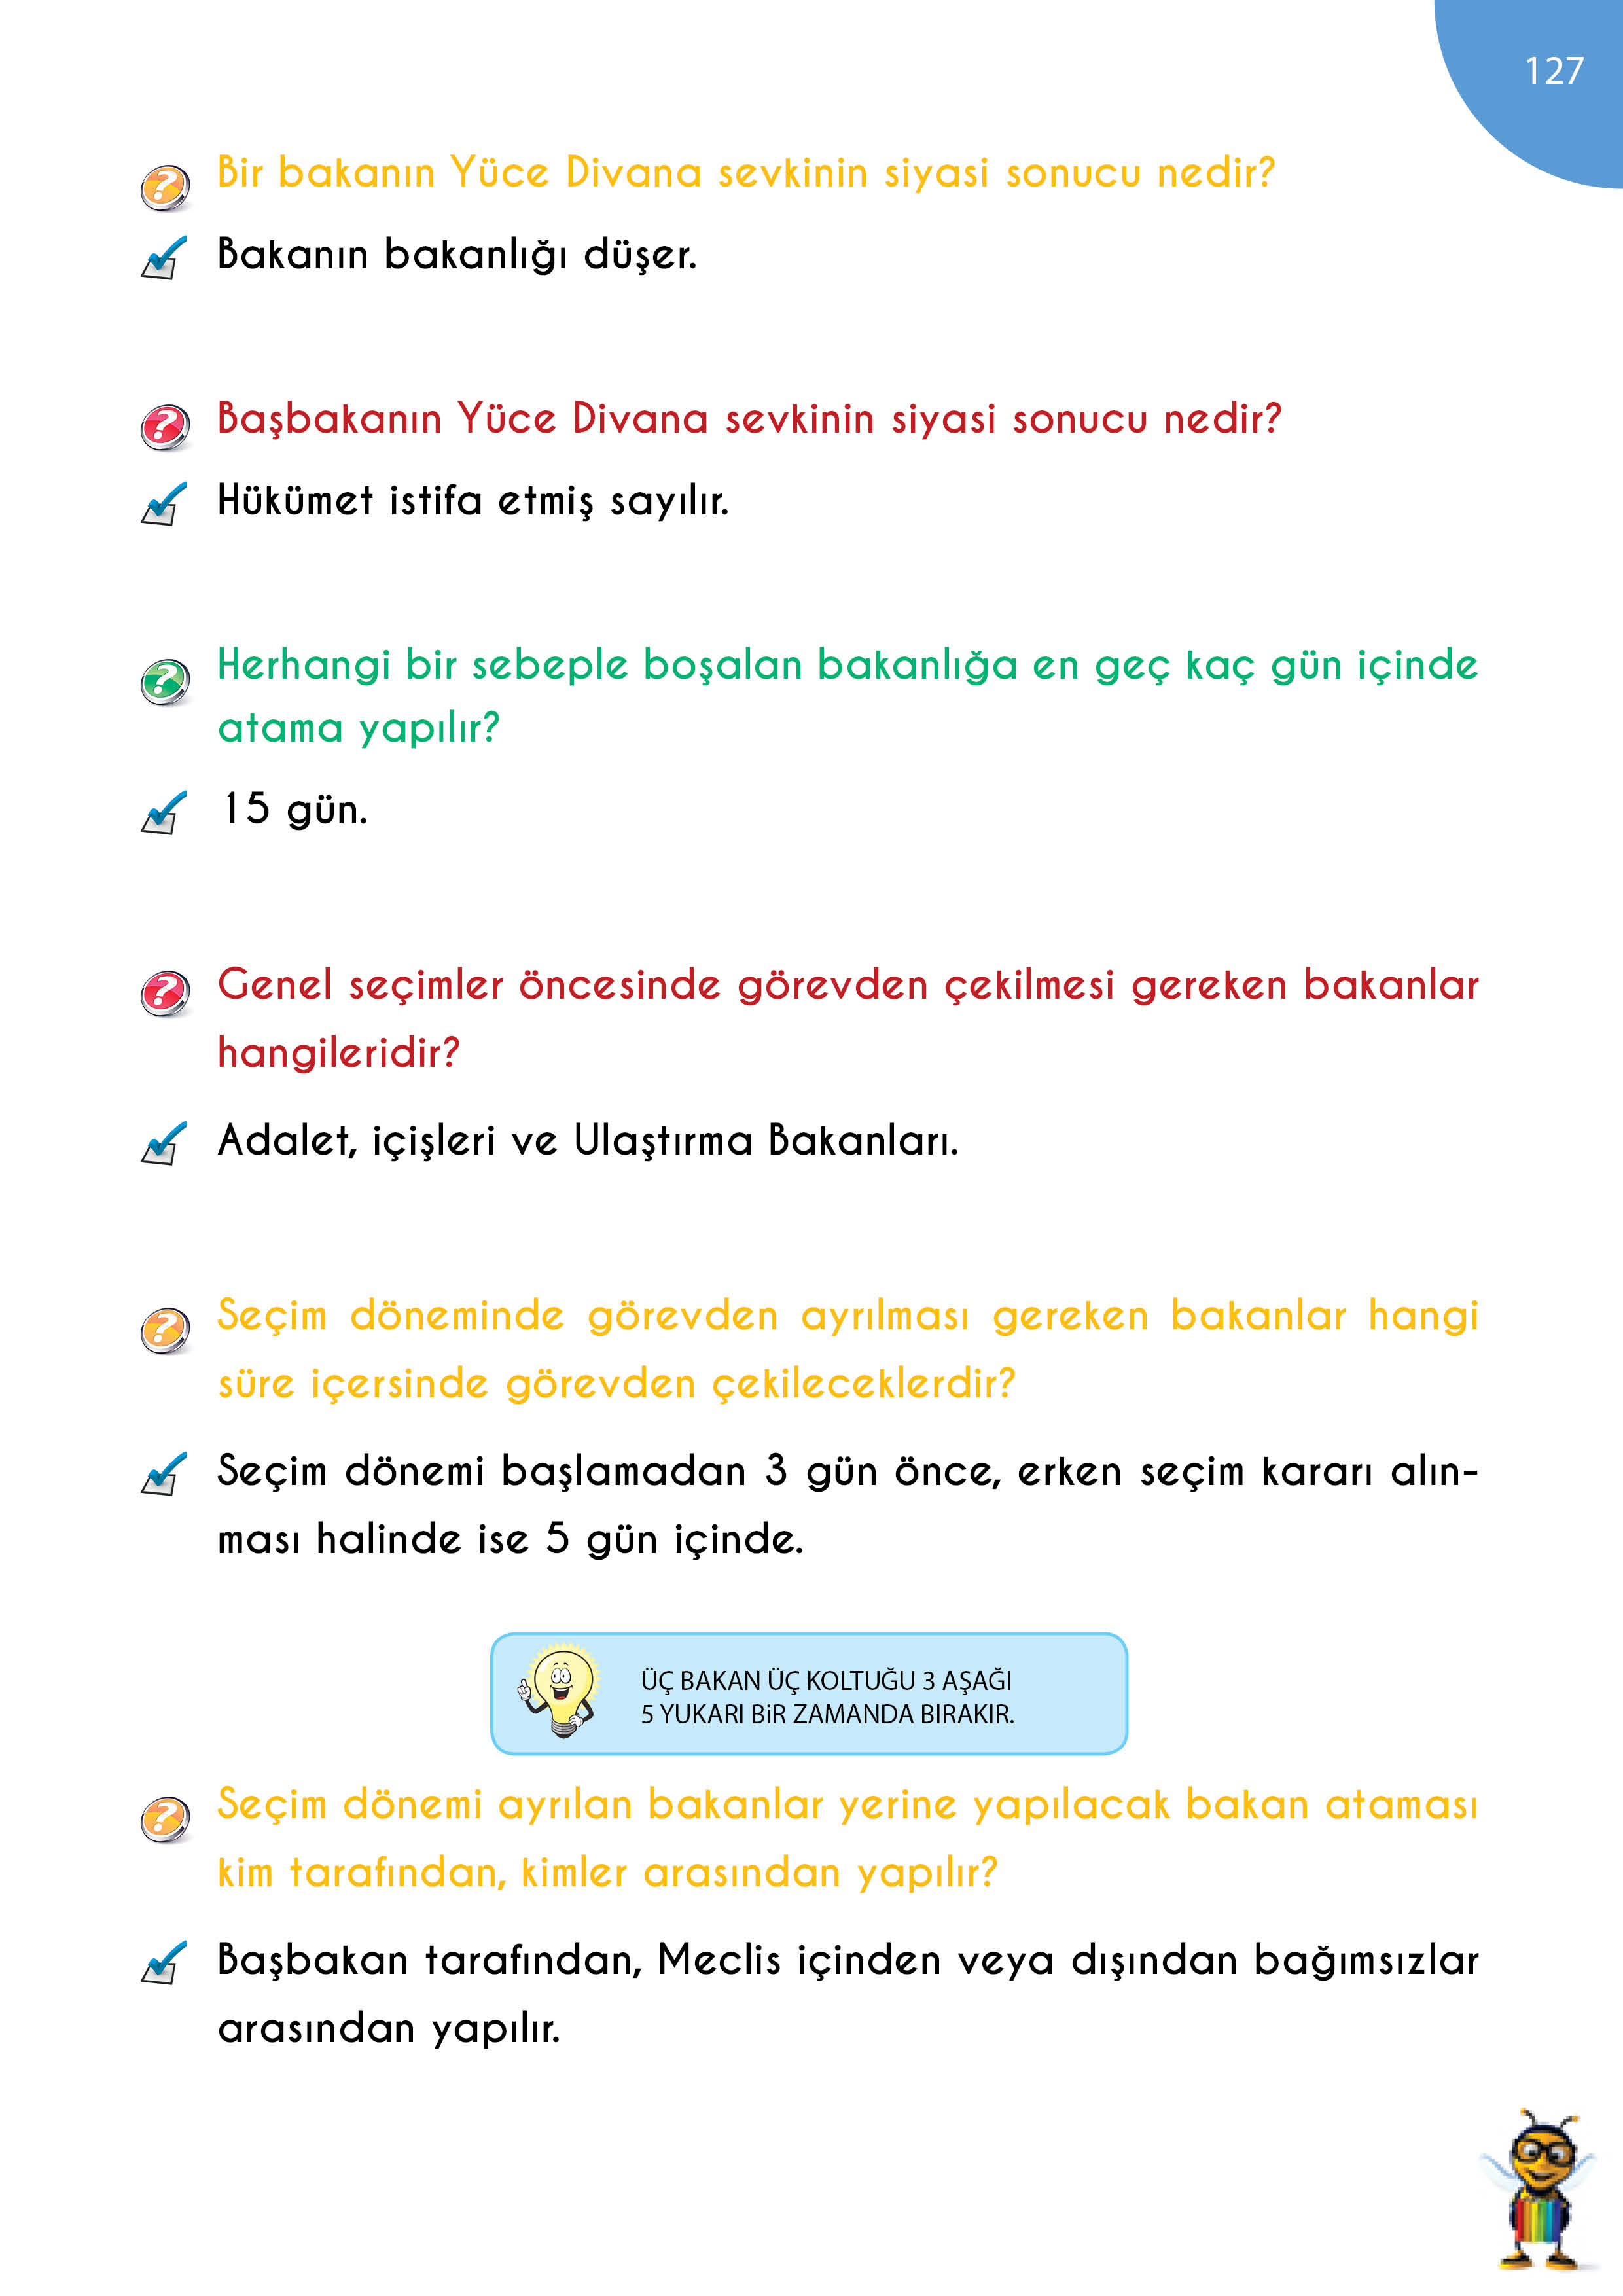 127
Bir bakanın Yüce Divana sevkinin siyasi sonucu nedir?
Bakanın bakanlığı düşer.
Başbakanın Yüce Divana sevkinin siyasi sonucu nedir?
Hükümet istifa etmiş sayılır.
Herhangi bir sebeple boşalan bakanlığa en geç kaç gün içinde
atama yapılır?
15 gün.
Genel seçimler öncesinde görevden çekilmesi gereken bakanlar
hangileridir?
Adalet, içişleri ve Ulaştırma Bakanları.
Seçim döneminde görevden ayrılması gereken bakanlar hangi
süre içersinde görevden çekileceklerdir?
Seçim dönemi başlamadan 3 gün önce, erken seçim kararı alın-
ması halinde ise 5 gün içinde.
ÜÇ BAKAN ÜÇ KOLTUĞU 3 AŞAĞI
5 YUKARI BiR ZAMANDA BIRAKIR.
Seçim dönemi ayrılan bakanlar yerine yapılacak bakan ataması
kim tarafından, kimler arasından yapılır?
Başbakan tarafından, Meclis içinden veya dışından bağımsızlar
arasından yapılır.